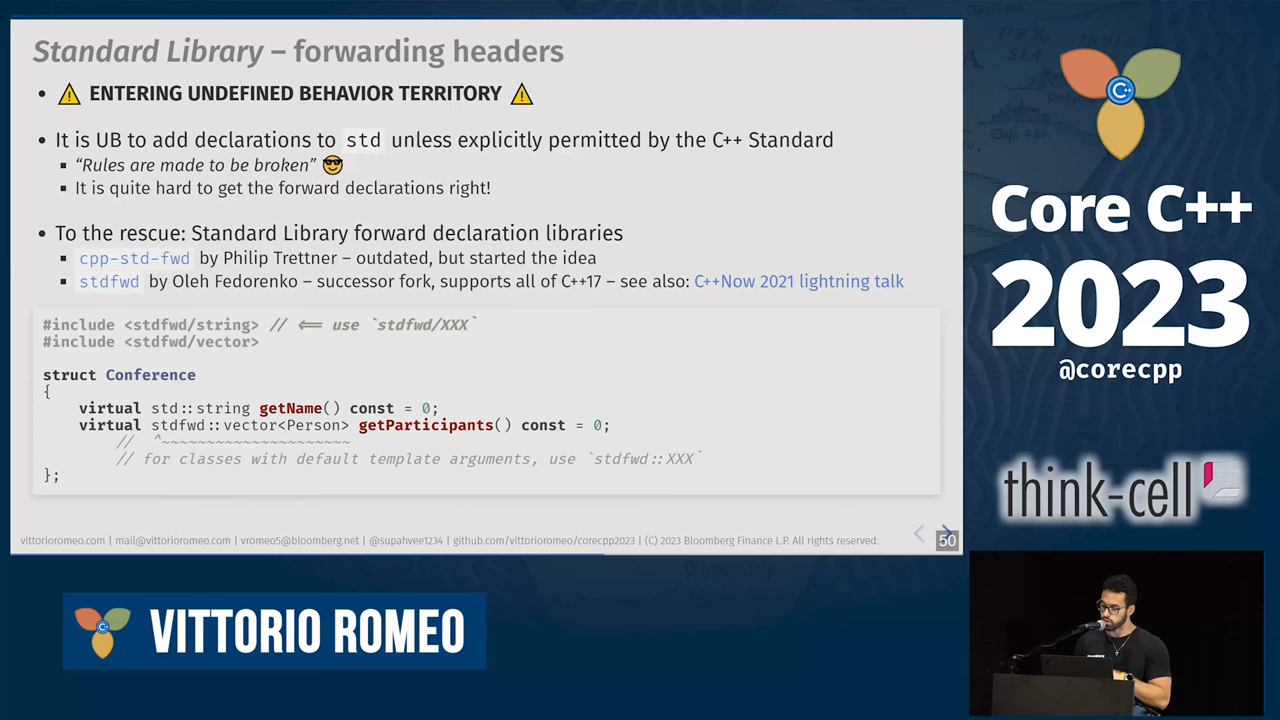 Standard Library – forwarding headers
• ⚠ ENTERING UNDEFINED BEHAVIOR TERRITORY ⚠
• It is UB to add declarations to std unless explicitly permitted by the C++ Standard
▪ “Rules are made to be broken” 😎
▪ It is quite hard to get the forward declarations right!
• To the rescue: Standard Library forward declaration libraries
▪ cpp-std-fwd by Philip Trettner – outdated, but started the idea
▪ stdfwd by Oleh Fedorenko – successor fork, supports all of C++17 – see also: C++Now 2021 lightning talk
#include <stdfwd/string> // <== use `stdfwd/XXX`
#include <stdfwd/vector>
struct Conference
{
virtual std::string getName() const = 0;
virtual stdfwd::vector<Person> getParticipants() const = 0;
// ^~~~~~~~~~~~~~~~~~~~~~
// for classes with default template arguments, use `stdfwd::XXX`
};
vittorioromeo.com | mail@vittorioromeo.com | vromeo5@bloomberg.net | @supahvee1234 | github.com/vittorioromeo/corecpp2023 | (C) 2023 Bloomberg Finance L.P. All rights reserved.
50
C++
Core C++
2023
@corecpp
think-cell
VITTORIO ROMEO